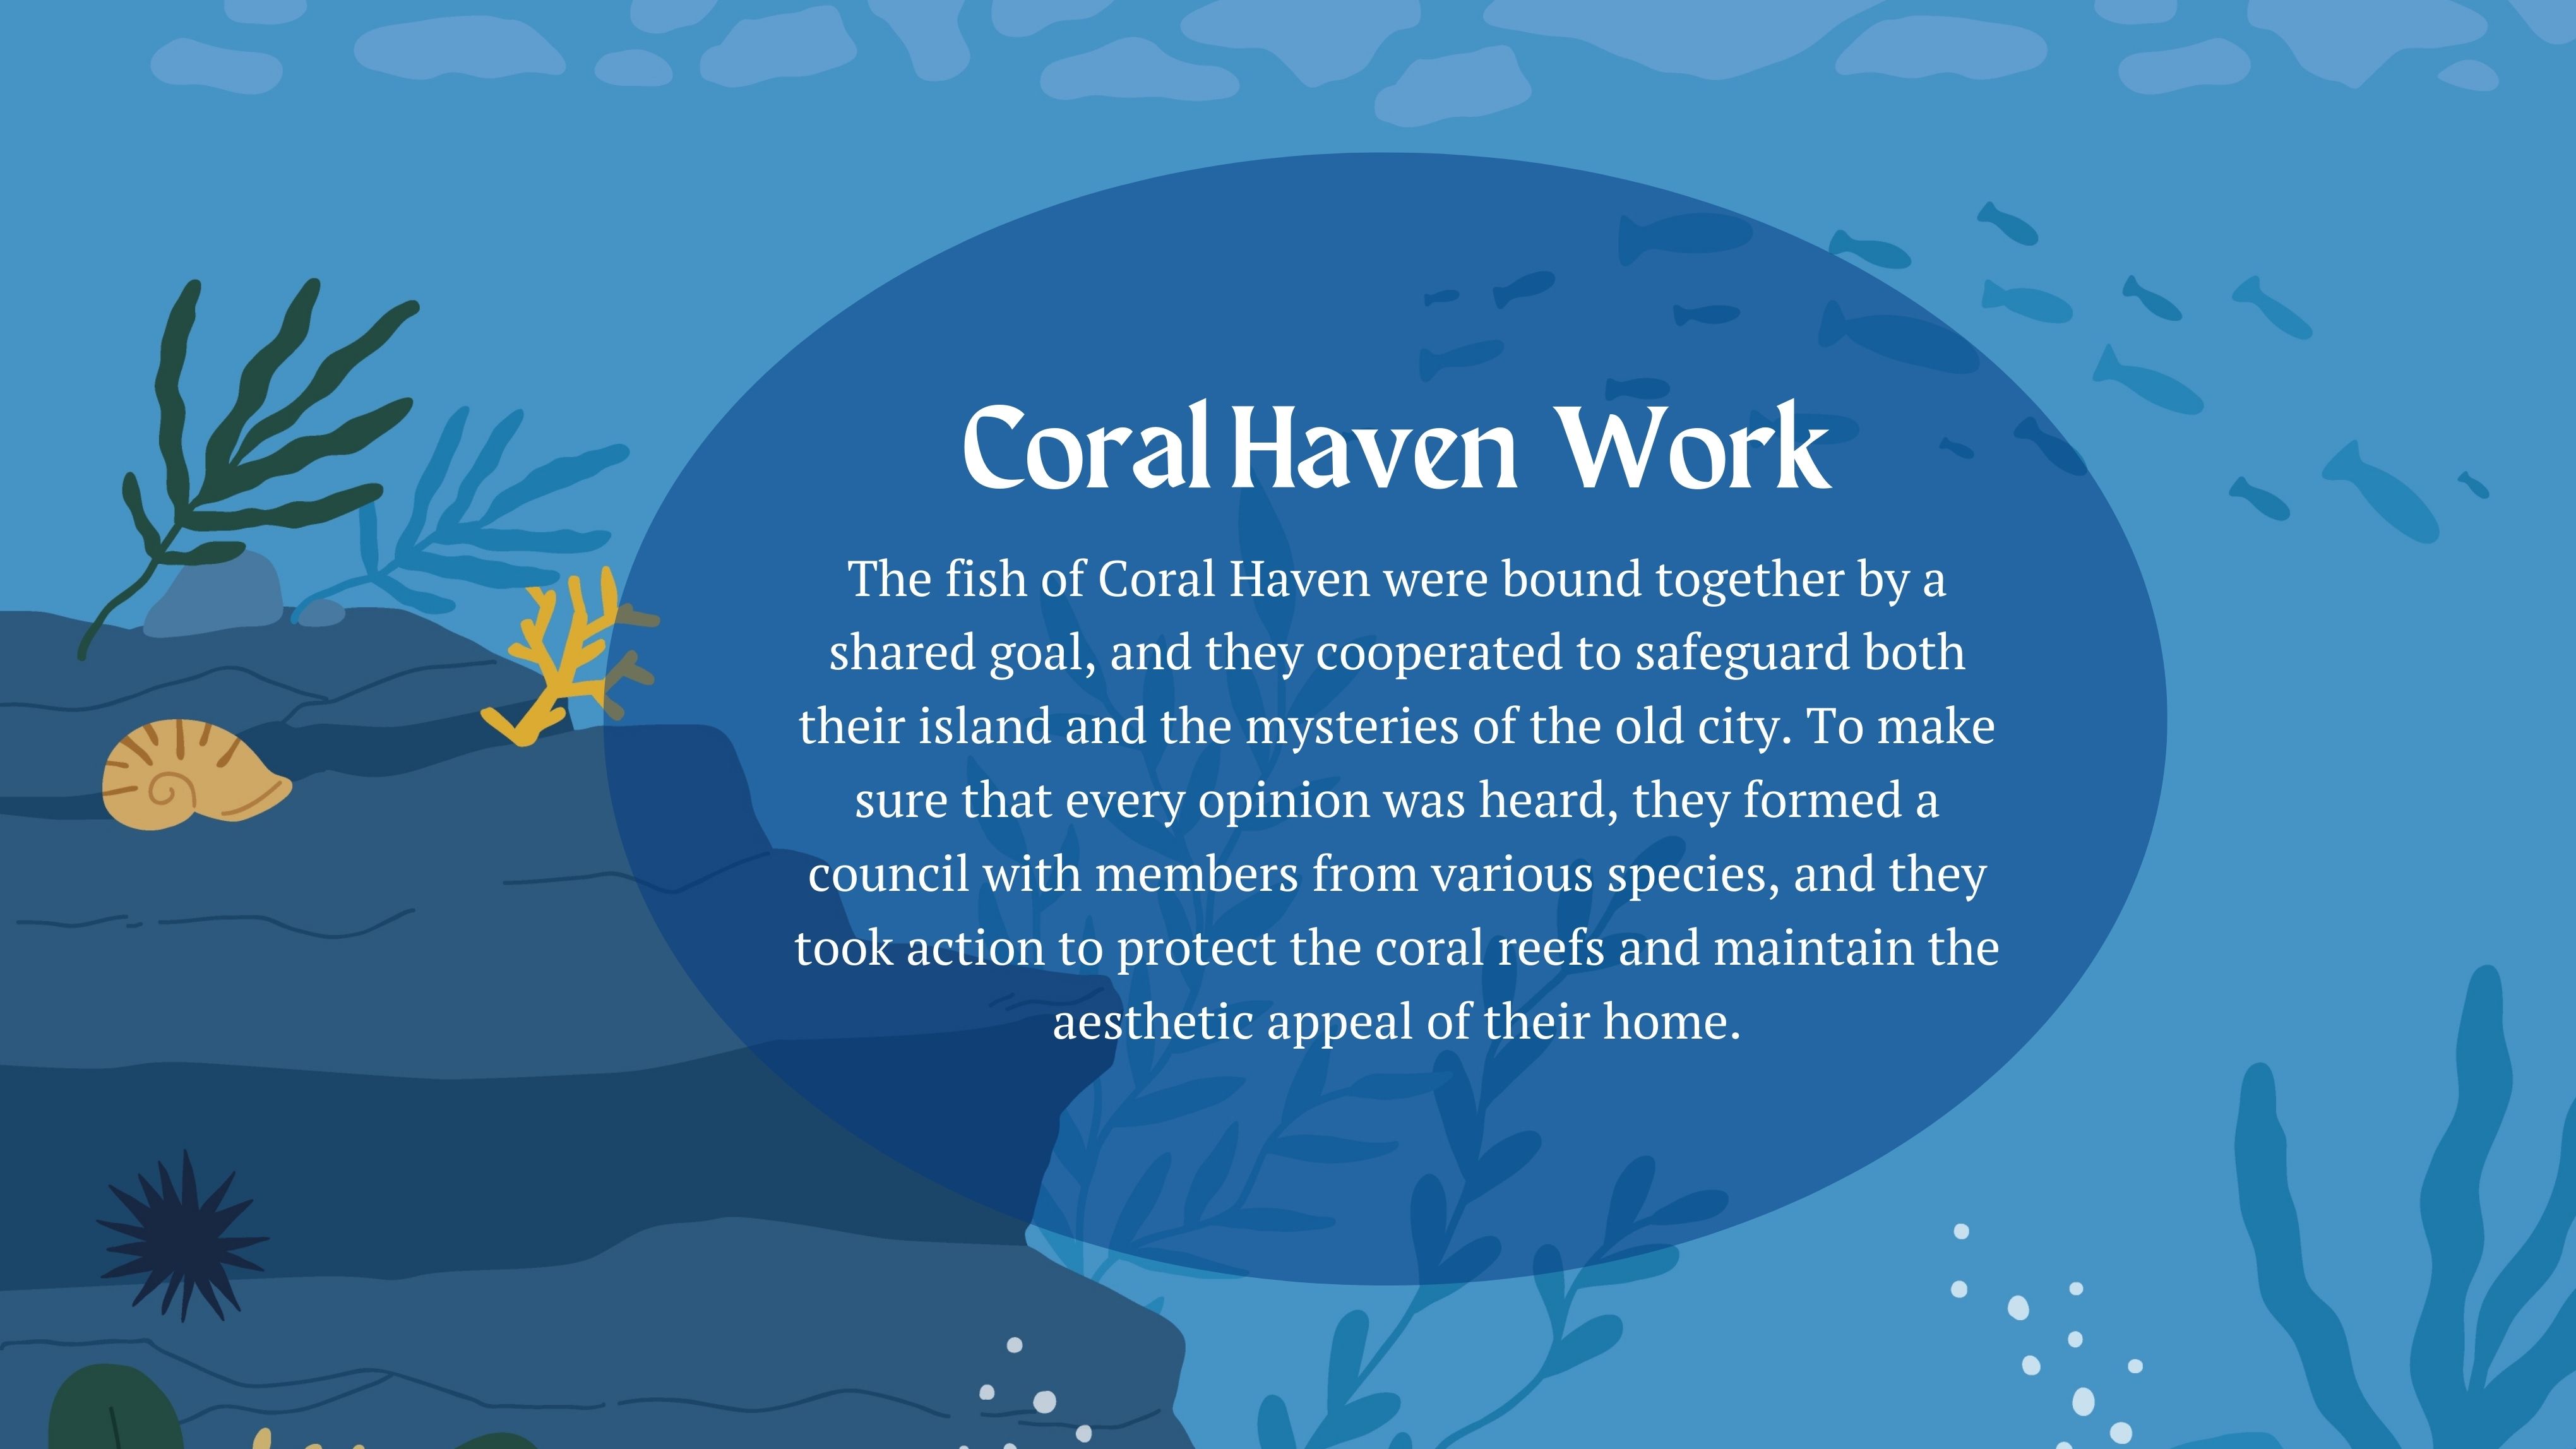 Coral Haven Work
The fish of Coral Haven were bound together by a
shared goal, and they cooperated to safeguard both
their island and the mysteries of the old city. To make
sure that every opinion was heard, they formed a
council with members from various species, and they
took action to protect the coral reefs and maintain the
aesthetic appeal of their home.